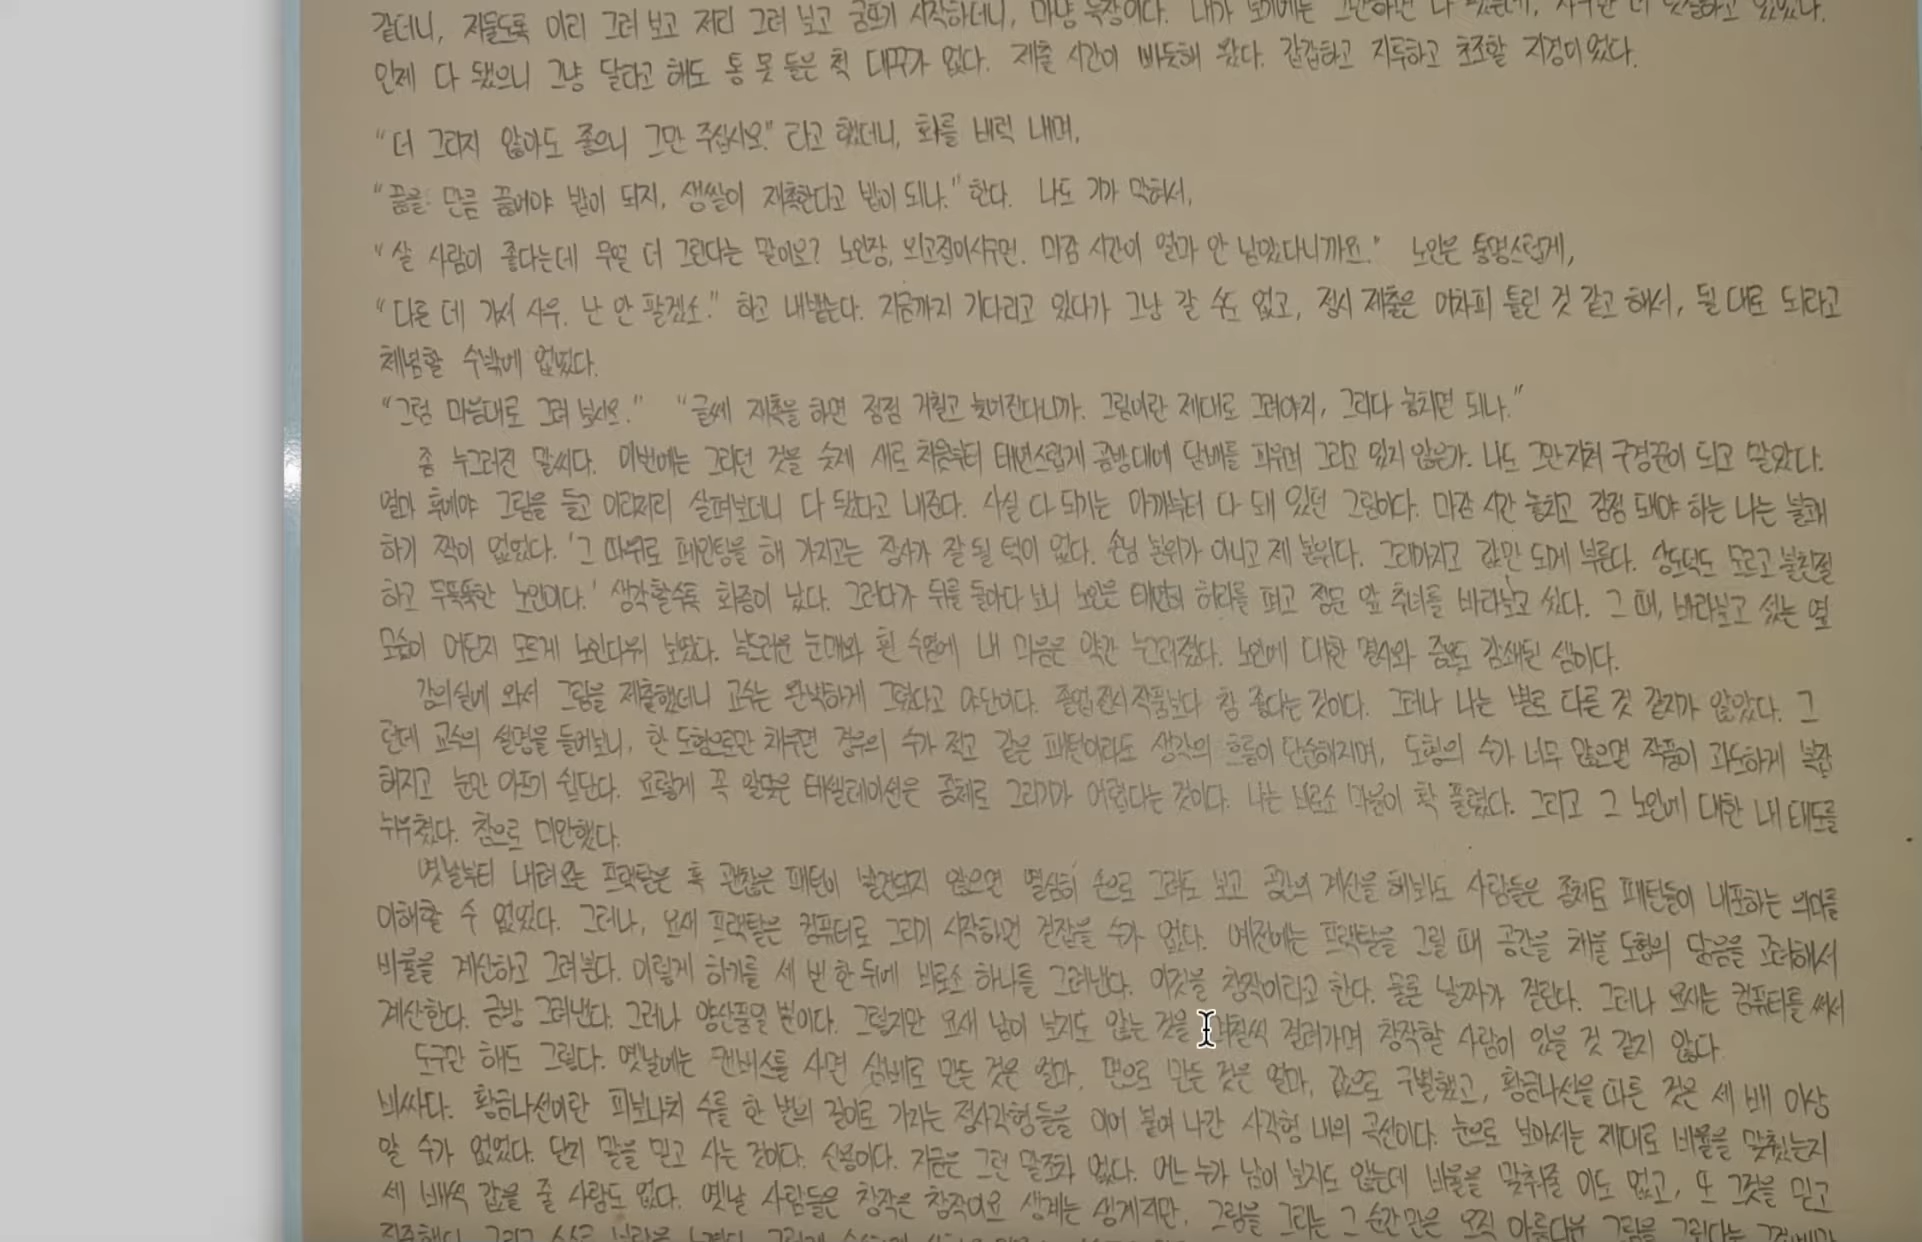 같더니, 저물도록 이리 그려 보고 저리 그려 보고 굼뜨기 시작하더니, 마냥 늑장이다. 내가 보기에는 그만하면 다 됐는데, 자꾸만 더 있었다.
인제 다 됐으니 그냥 달라고 해도 통 못 들은 척 대꾸가 없다. 제출 시간이 빠듯해 왔다. 갑갑하고 지루하고 초조할 지경이었다.
"더 그리지 않아도 좋으니 그만 주십시오." 라고 했더니, 화를 버럭 내며,
"끓을 만큼 끓어야 밥이 되지, 생쌀이 재촉한다고 밥이 되나." 한다. 나도 기가 막혀서,
"살 사람이 좋다는데 무얼 더 그린다는 말이오? 노인장, 외고집이시구먼. 마감 시간이 얼마 안 남았다니까요." 노인은 퉁명스럽게,
"다른 데 가서 사우. 난 안 팔겠소." 하고 내뱉는다. 지금까지 기다리고 있다가 그냥 갈 수도 없고, 정시 제출은 어차피 틀린 것 같고 해서, 될 대로 되라고
체념할 수밖에 없었다.
"그럼 마음대로 그려 보시오." "글쎄 재촉을 하면 점점 거칠고 늦어진다니까. 그림이란 제대로 그려야지, 그리다 놓치면 되나."
좀 누그러진 말씨다. 이번에는 그리던 것을 숫제 새로 처음부터 태연스럽게 곰방대에 담배를 피우며 그리고 있지 않은가. 나도 그만 지쳐 구경꾼이 되고 말았다.
얼마 후에야 그림을 들고 이리저리 살펴보더니 다 됐다고 내준다. 사실 다 되기는 아까부터 다 돼 있던 그림이다. 마감 시간 놓치고 감점 돼야 하는 나는 불쾌
하기 짝이 없었다. '그 따위로 페인팅을 해 가지고는 장사가 잘 될 턱이 없다. 손님 본위가 아니고 제 본위다. 그래가지고 값만 되게 부른다. 상도덕도 모르고 불친절
하고 무뚝뚝한 노인이다.' 생각할수록 화증이 났다. 그러다가 뒤를 돌아다 보니 노인은 태연히 허리를 펴고 정문 앞 추녀를 바라보고 섰다. 그 때, 바라보고 섰는 옆
모습이 어딘지 모르게 노인다워 보였다. 날카로운 눈매와 흰 수염에 내 마음은 약간 누그러졌다. 노인에 대한 멸시와 증오도 감쇄된 셈이다.
강의실에 와서 그림을 제출했더니 교수는 완벽하게 그렸다고 야단이다. 졸업전시작품보다 참 좋다는 것이다. 그러나 나는 별로 다른 것 같지가 않았다. 그
런데 교수의 설명을 들어보니, 한 도형으로만 채우면 경우의 수가 적고 같은 패턴이라도 생각의 흐름이 단순해지며, 도형의 수가 너무 많으면 작품이 과도하게 복잡
해지고 눈만 아프기 쉽단다. 요렇게 꼭 알맞은 테셀레이션은 좀체로 그리기가 어렵다는 것이다. 나는 비로소 마음이 확 풀렸다. 그리고 그 노인에 대한 내 태도를
뉘우쳤다. 참으로 미안했다.
옛날부터 내려오는 프랙탈은 혹 괜찮은 패턴이 발견되지 않으면 열심히 손으로 그려도 보고 공간의 계산을 해봐도 사람들은 좀체로 패턴들이 내포하는 의미를
이해할 수 없었다. 그러나, 요새 프랙탈은 컴퓨터로 그리기 시작하면 걷잡을 수가 없다. 예전에는 프랙탈을 그릴 때 공간을 채울 도형의 닮음을 고려해서
비율을 계산하고 그려본다. 이렇게 하기를 세 번 한 뒤에 비로소 하나를 그려낸다. 이것을 창작이라고 한다. 물론 날짜가 걸린다. 그러나 요새는 컴퓨터를 써서
계산한다. 금방 그려낸다. 그러나 양산품일 뿐이다. 그렇지만 요새 남이 보지도 않는 것을 며칠씩 걸려가며 창작할 사람이 있을 것 같지 않다.
도구만 해도 그렇다. 옛날에는 캔버스를 사면 삼베로 만든 것은 얼마, 면으로 만든 것은 얼마, 값으로 구별했고, 황금나선을 따른 것은 세 배 이상
비싸다. 황금나선이란 피보나치 수를 한 변의 길이로 가지는 정사각형들을 이어 붙여 나간 사각형 내의 곡선이다. 눈으로 보아서는 제대로 비율을 맞췄는지
알 수가 없었다. 단지 말을 믿고 사는 것이다. 신용이다. 지금은 그런 말조차 없다. 어느 누가 남이 보지도 않는데 비율을 맞춰줄 이도 없고, 또 그것을 믿고
세 배씩 값을 줄 사람도 없다. 옛날 사람들은 창작은 창작이요 생계는 생계지만, 그림을 그리는 그 순간만은 오직 아름다운 그림을 그린다는